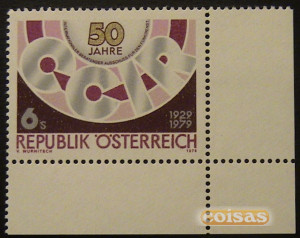 50
JAHRE
CCIR
6s
1929
1979
REPUBLIK ÖSTERREICH
1979
coisas